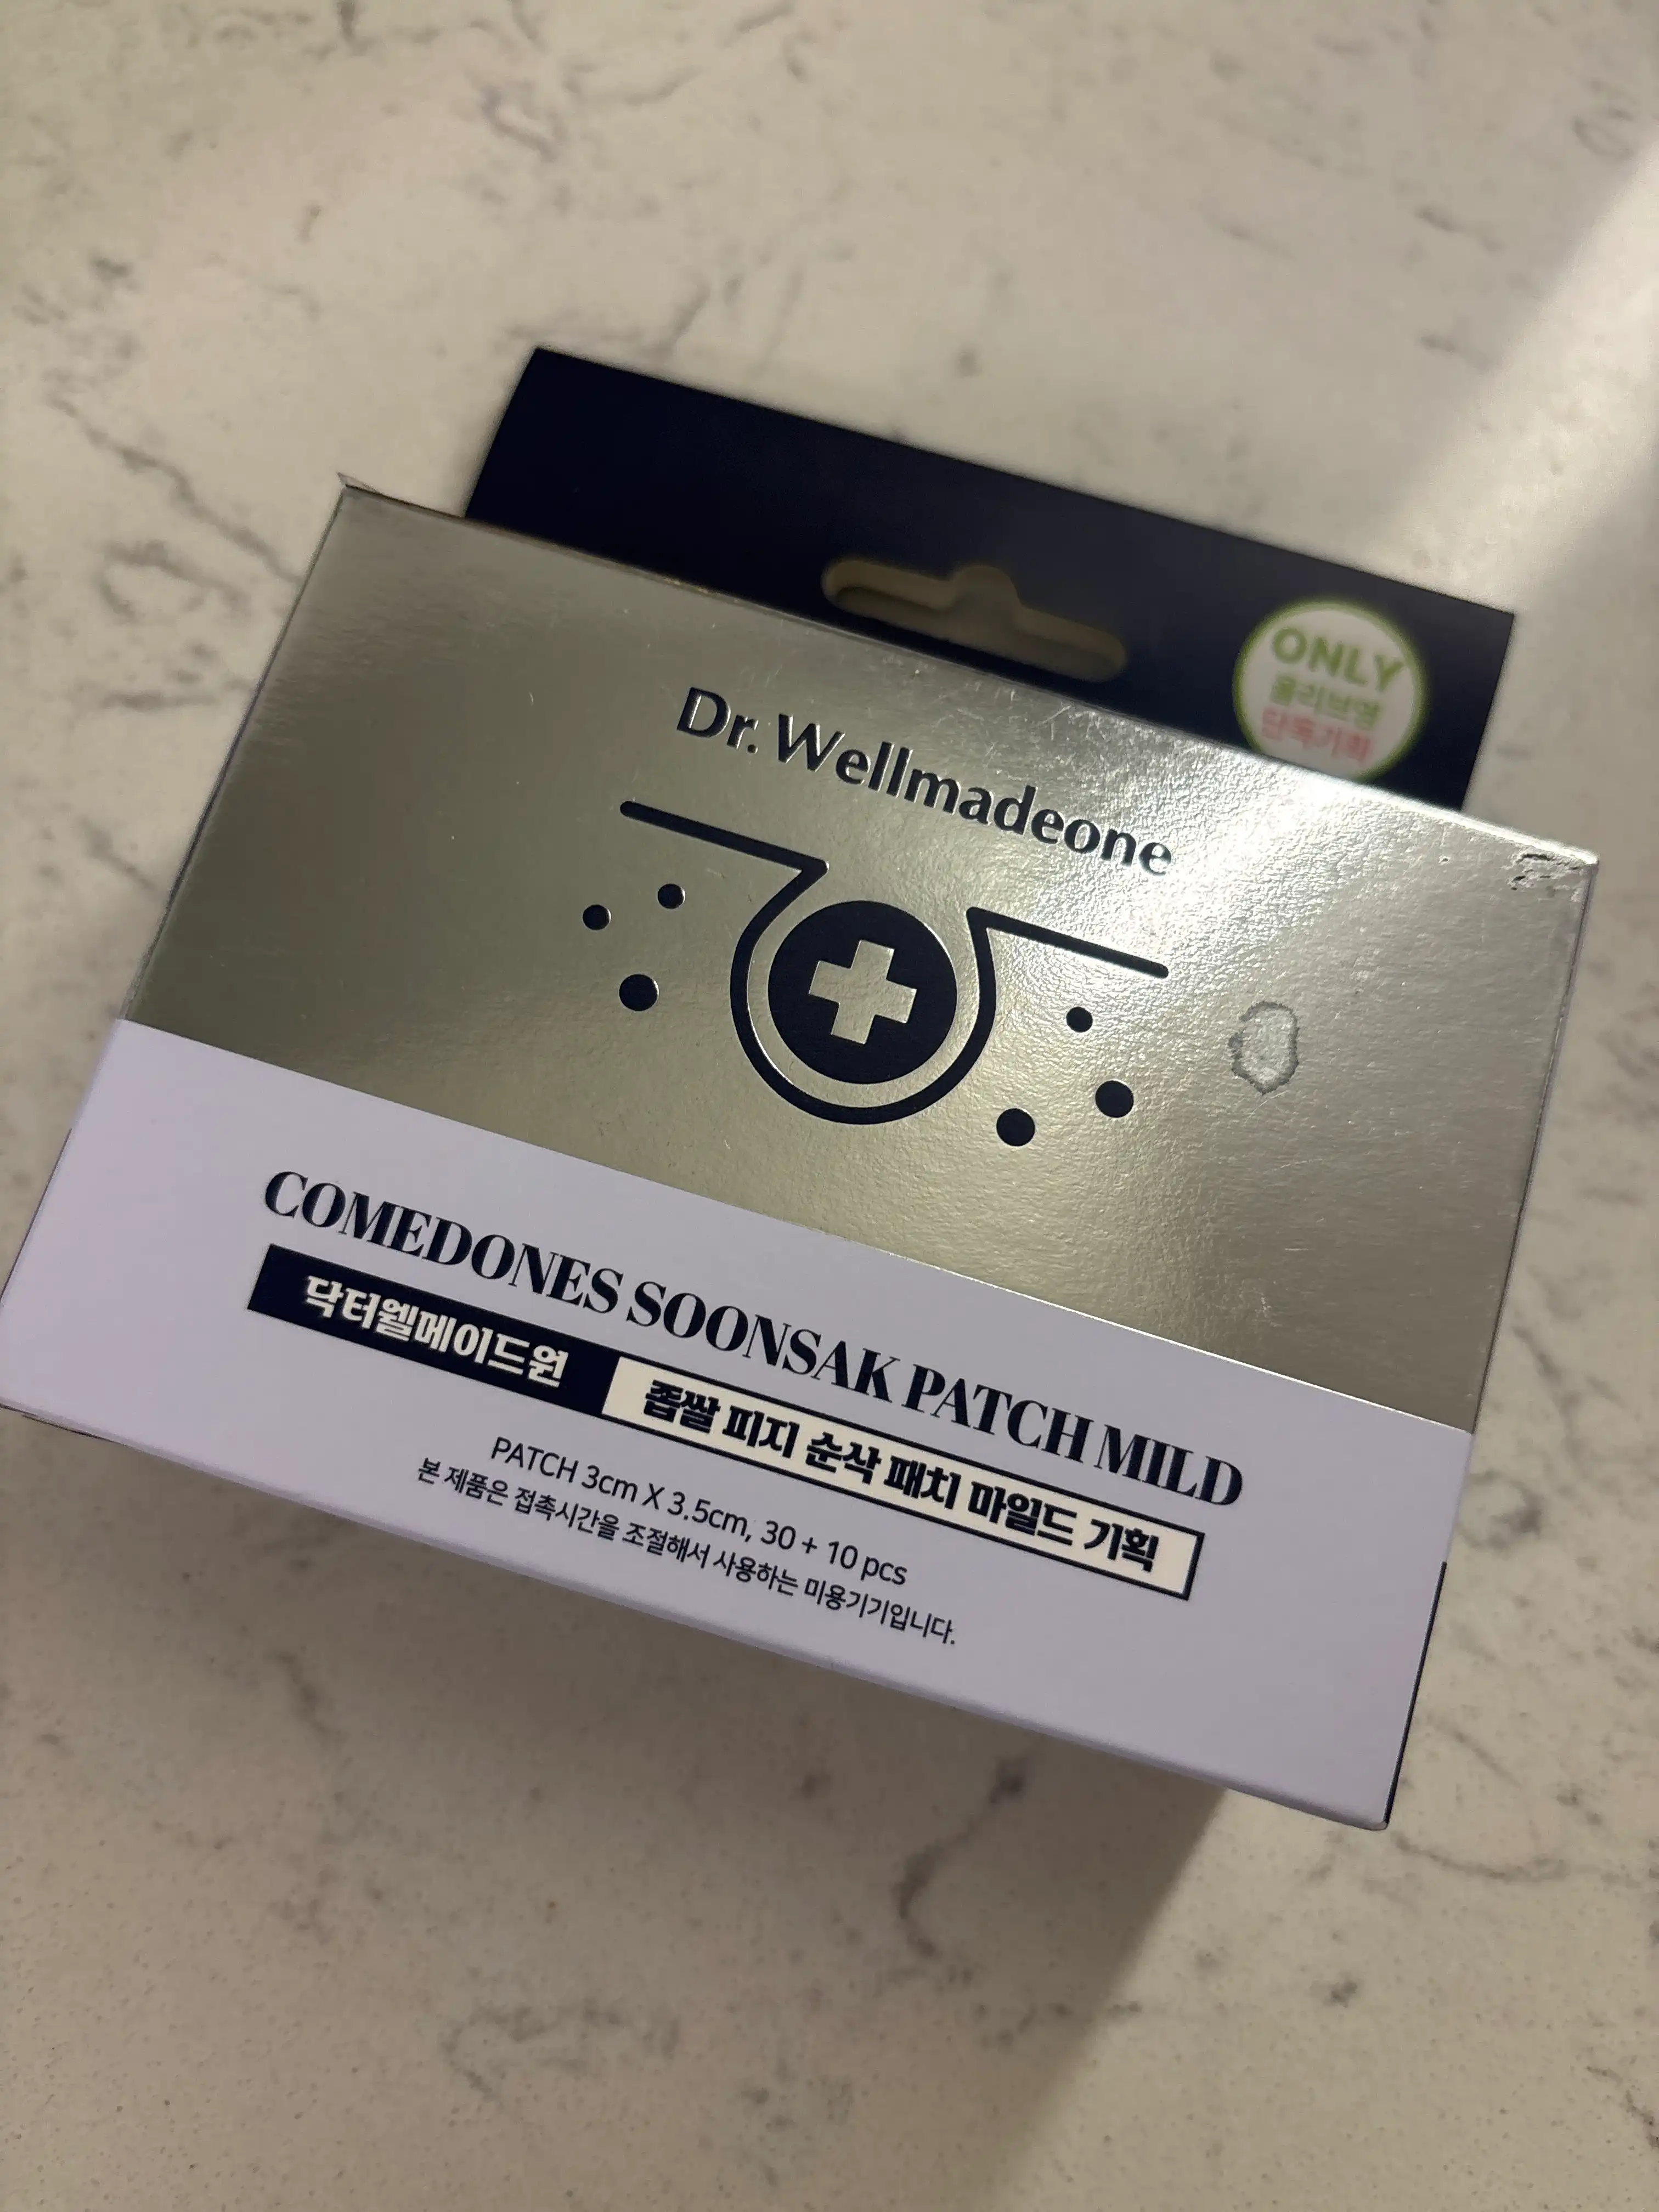 ONLY
올리브영
단독기획
Dr. Wellmadeone
COMEDONES SOONSAK PATCH MILD
닥터웰메이드원 좁쌀 피지 순삭 패치 마일드 기획
PATCH 3cm X 3.5cm, 30 + 10 pcs
본 제품은 접촉시간을 조절해서 사용하는 미용기기입니다.